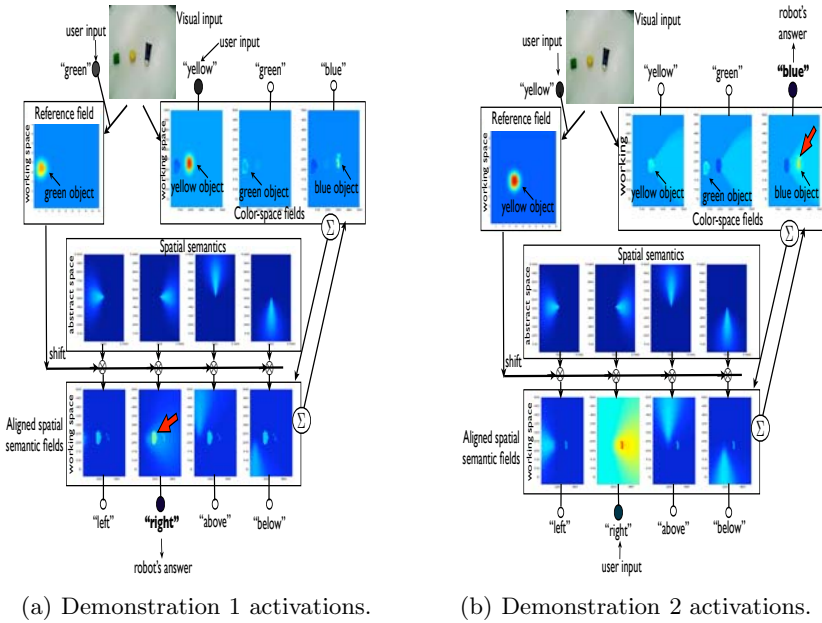 Visual input
user input
"green"
user input
"yellow"
"green"
"blue"
Reference field
working space
green object
working space
yellow object
green object
blue object
Color-space fields
Σ
Spatial semantics
abstract space
shift
Aligned spatial
semantic fields
working space
Σ
"left"
"right"
"above"
"below"
robot's answer
(a) Demonstration 1 activations.
Visual input
robot's
answer
user input
"yellow"
"yellow"
"green"
"blue"
Reference field
working space
yellow object
working
yellow object
green object
blue object
Color-space fields
Σ
Spatial semantics
abstract space
shift
Aligned spatial
semantic fields
working space
Σ
"left"
"right"
"above"
"below"
user input
(b) Demonstration 2 activations.